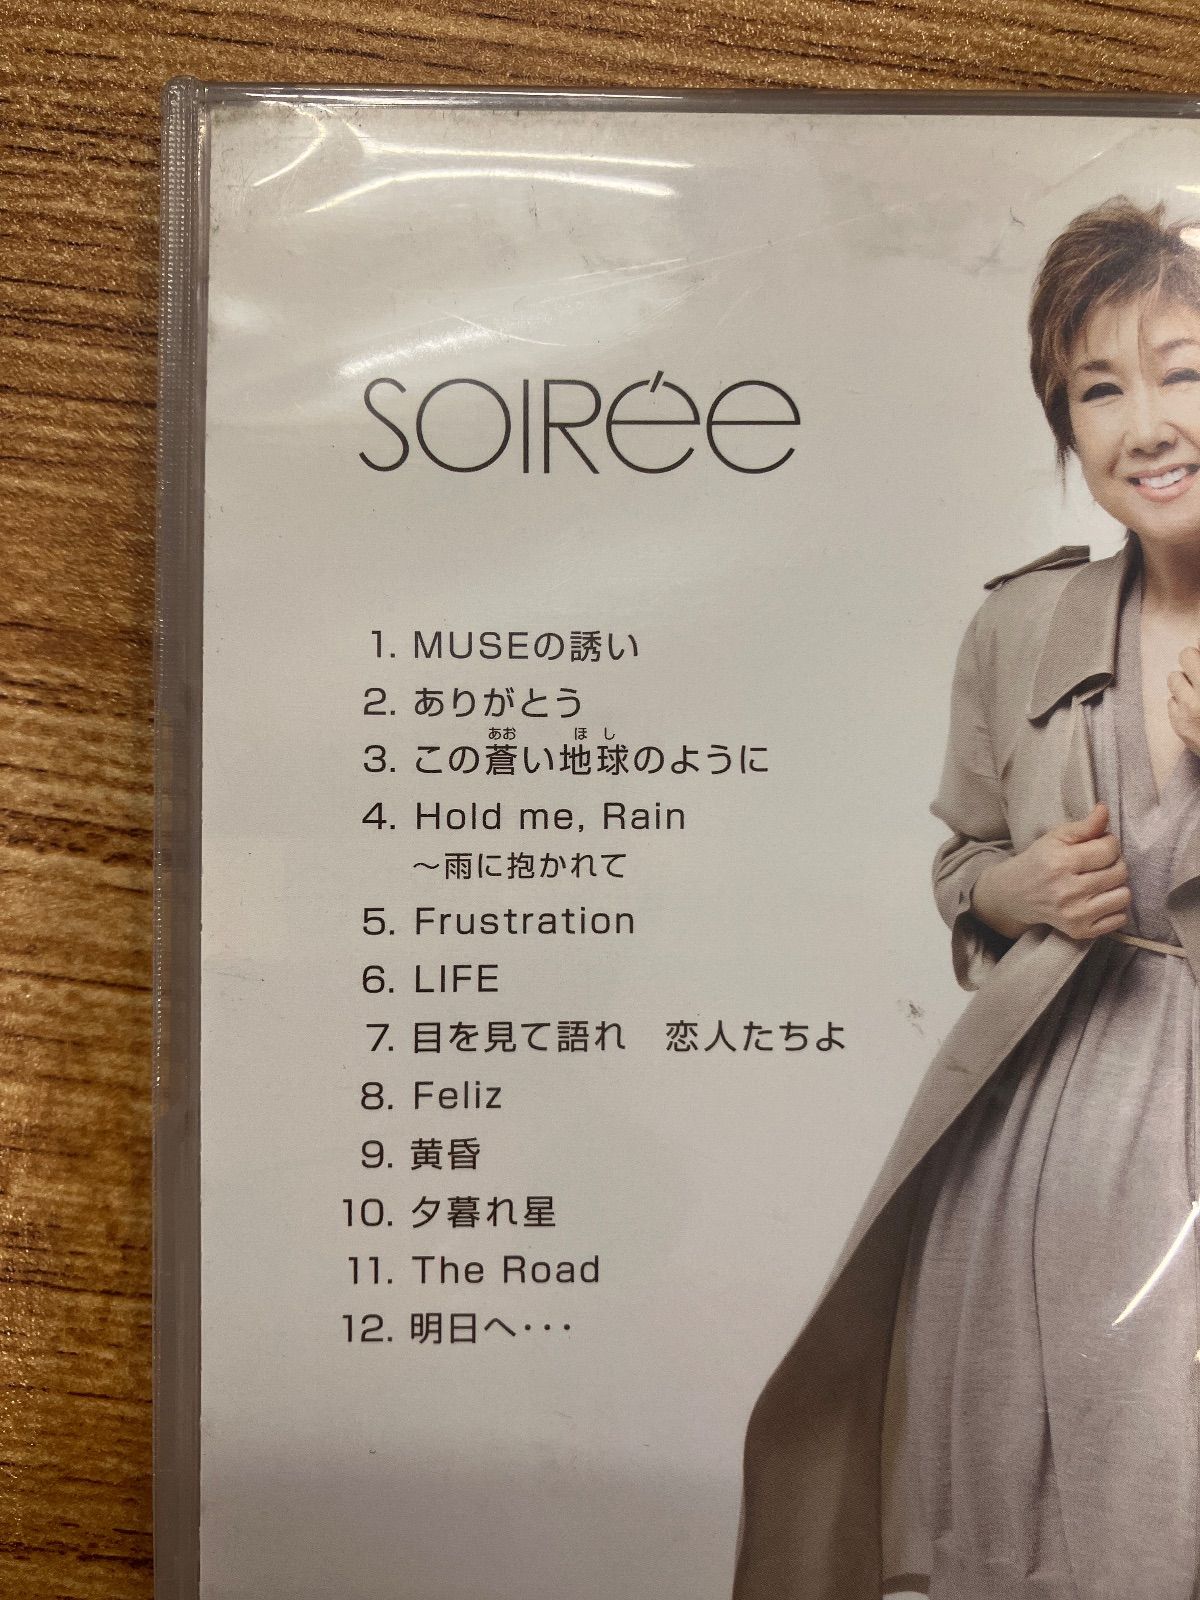 SOIRée
1. MUSEの誘い
2. ありがとう
あお ほし
3. この蒼い地球のように
4. Hold me, Rain
～雨に抱かれて
5. Frustration
6. LIFE
7. 目を見て語れ　恋人たちよ
8. Feliz
9. 黄昏
10. 夕暮れ星
11. The Road
12. 明日へ･･･